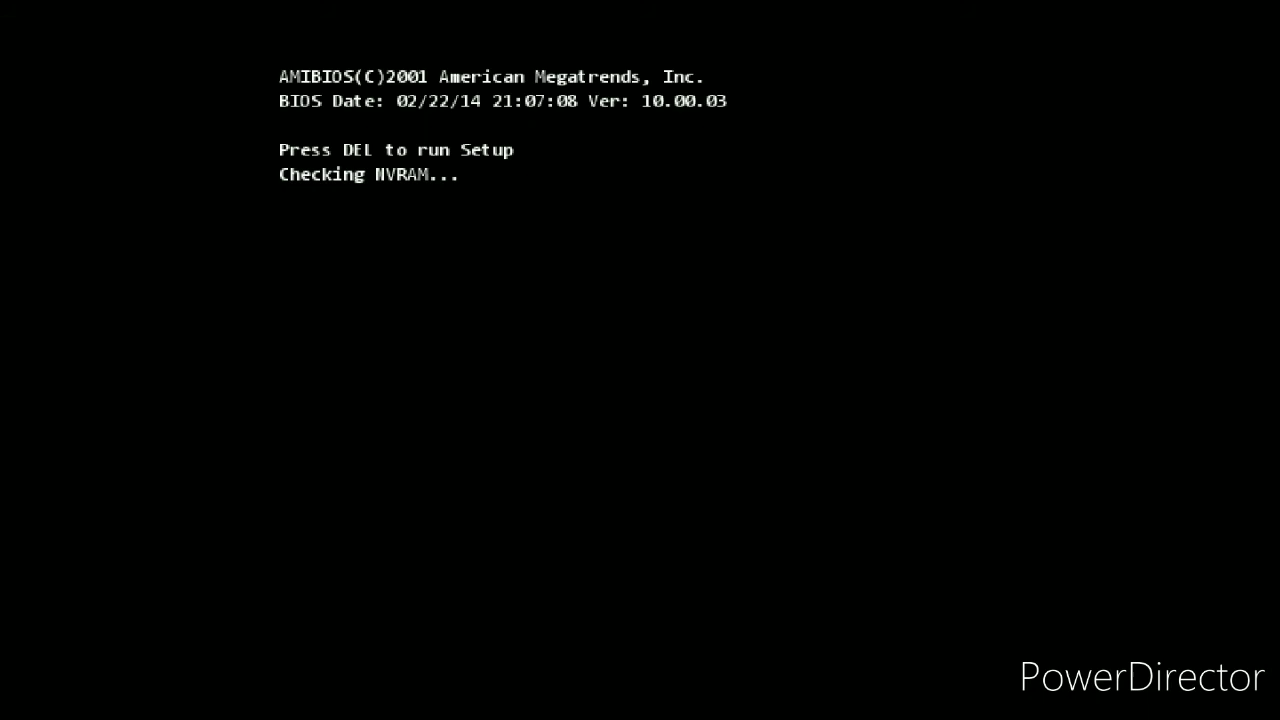 AMIBIOS(C)2001 American Megatrends, Inc.
BIOS Date: 02/22/14 21:07:08 Ver: 10.00.03
Press DEL to run Setup
Checking NVRAM...
PowerDirector